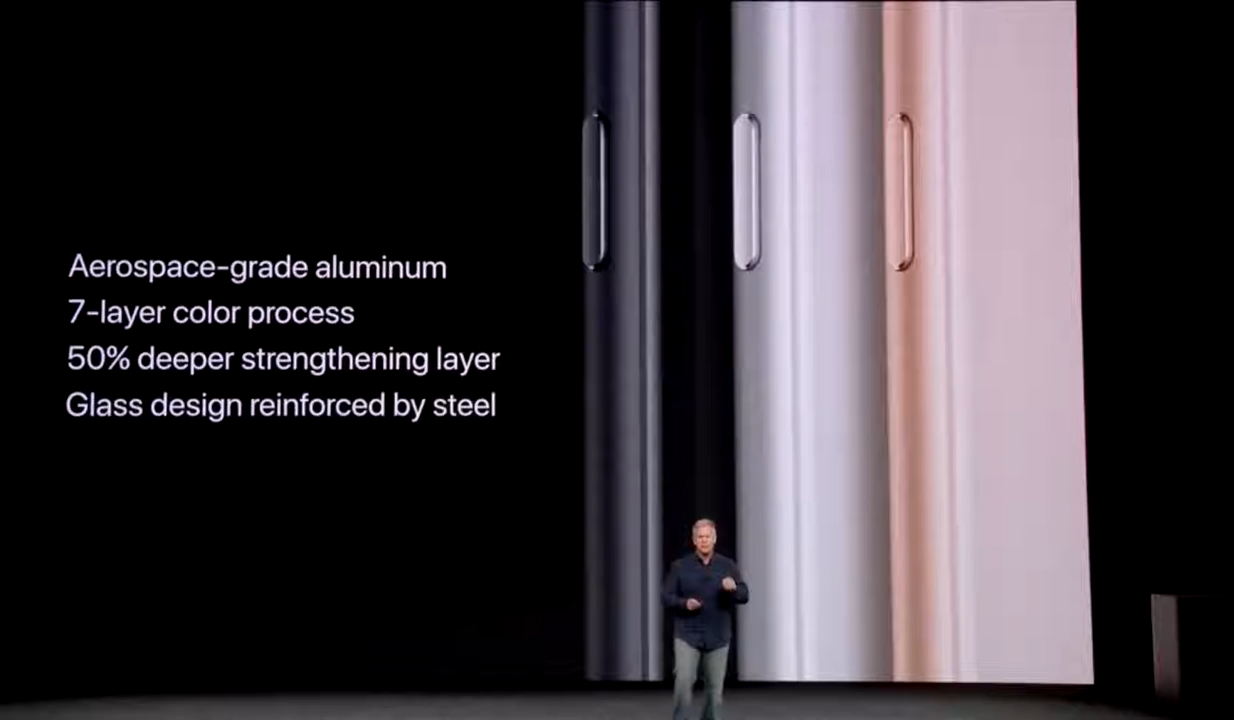 Aerospace-grade aluminum
7-layer color process
50% deeper strengthening layer
Glass design reinforced by steel